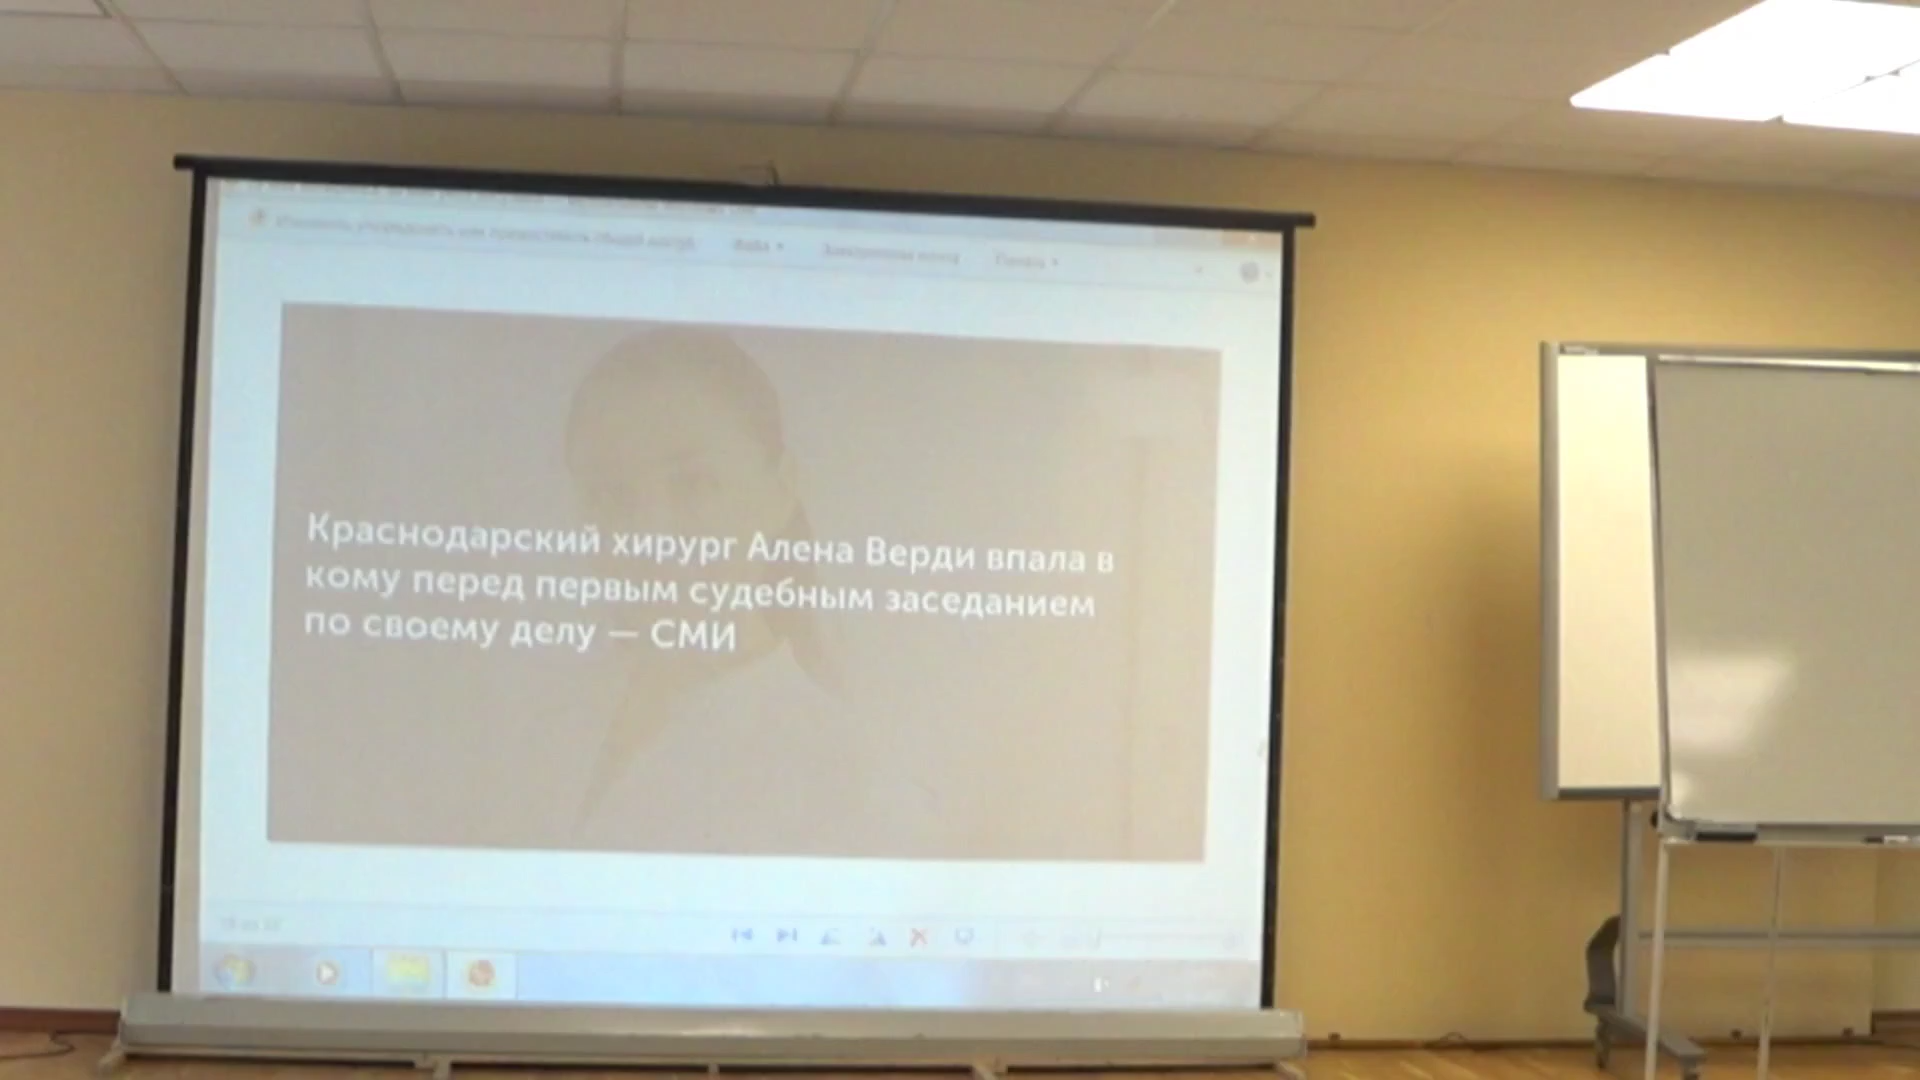 Краснодарский хирург Алена Верди впала в
кому перед первым судебным заседанием
по своему делу — СМИ